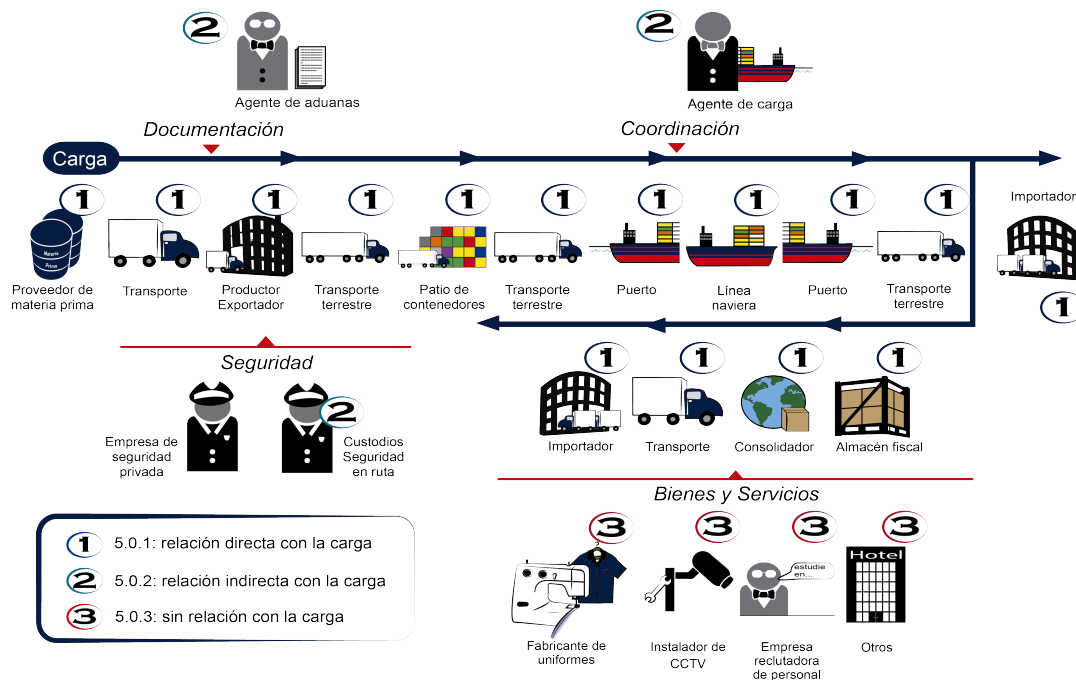 2
2
Agente de aduanas
Agente de carga
Documentación
Coordinación
Carga
1
1
1
1
1
1
1
1
1
1
Importador
1
Materia
Prima
Proveedor de
materia prima
Transporte
Productor
Exportador
Transporte
terrestre
Patio de
contenedores
Transporte
terrestre
Puerto
Línea
naviera
Puerto
Transporte
terrestre
Seguridad
2
Empresa de
seguridad
privada
Custodios
Seguridad
en ruta
1
1
1
1
Importador
Transporte
Consolidador
Almacén fiscal
Bienes y Servicios
3
3
3
3
estudie
en...
Hotel
Fabricante de
uniformes
Instalador de
CCTV
Empresa
reclutadora
de personal
Otros
1 5.0.1: relación directa con la carga
2 5.0.2: relación indirecta con la carga
3 5.0.3: sin relación con la carga